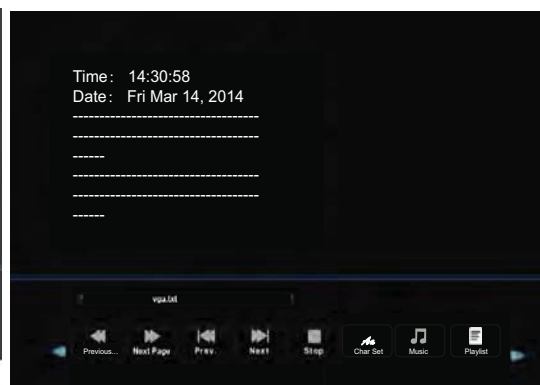 Time: 14:30:58
Date: Fri Mar 14, 2014
-----------------------------------
-----------------------------------
------
-----------------------------------
-----------------------------------
------
vga.txt
Previous... Next Page Prev. Next Stop Char Set Music Playlist